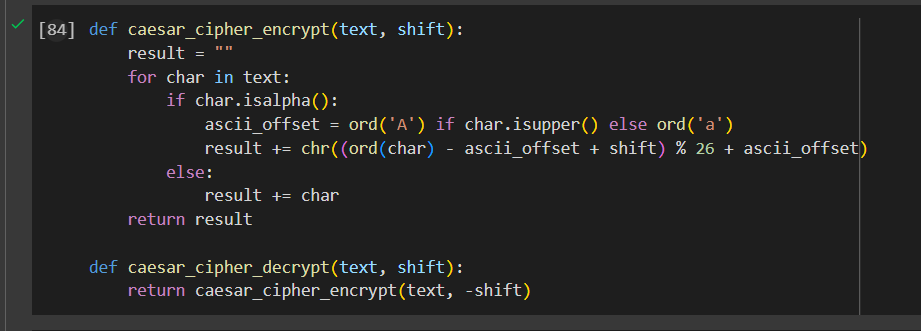 [84] def caesar_cipher_encrypt(text, shift):
    result = ""
    for char in text:
        if char.isalpha():
            ascii_offset = ord('A') if char.isupper() else ord('a')
            result += chr((ord(char) - ascii_offset + shift) % 26 + ascii_offset)
        else:
            result += char
    return result

def caesar_cipher_decrypt(text, shift):
    return caesar_cipher_encrypt(text, -shift)